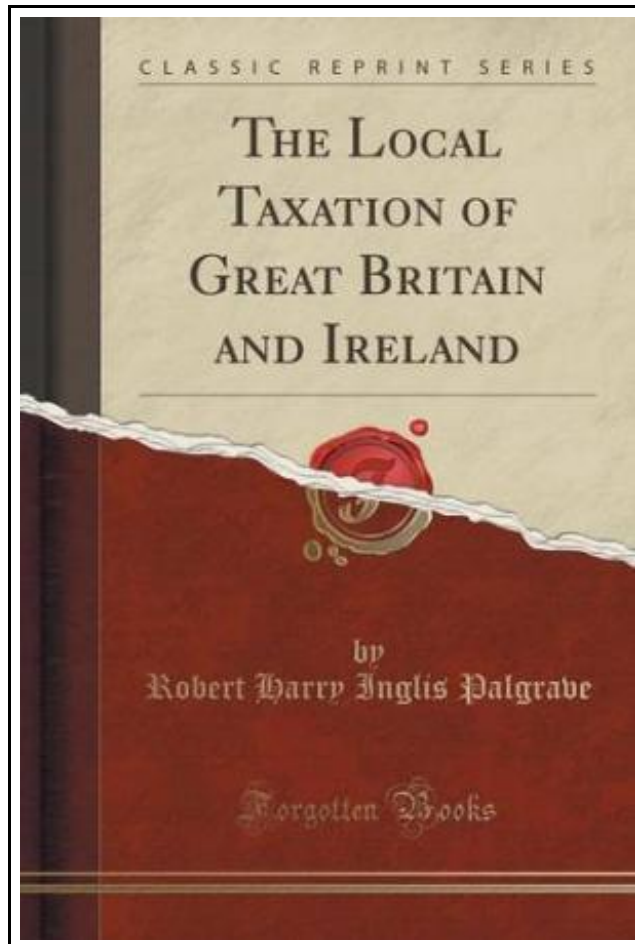 CLASSIC REPRINT SERIES
THE LOCAL
TAXATION OF
GREAT BRITAIN
AND IRELAND
by
Robert Harry Inglis Palgrave
Forgotten Books